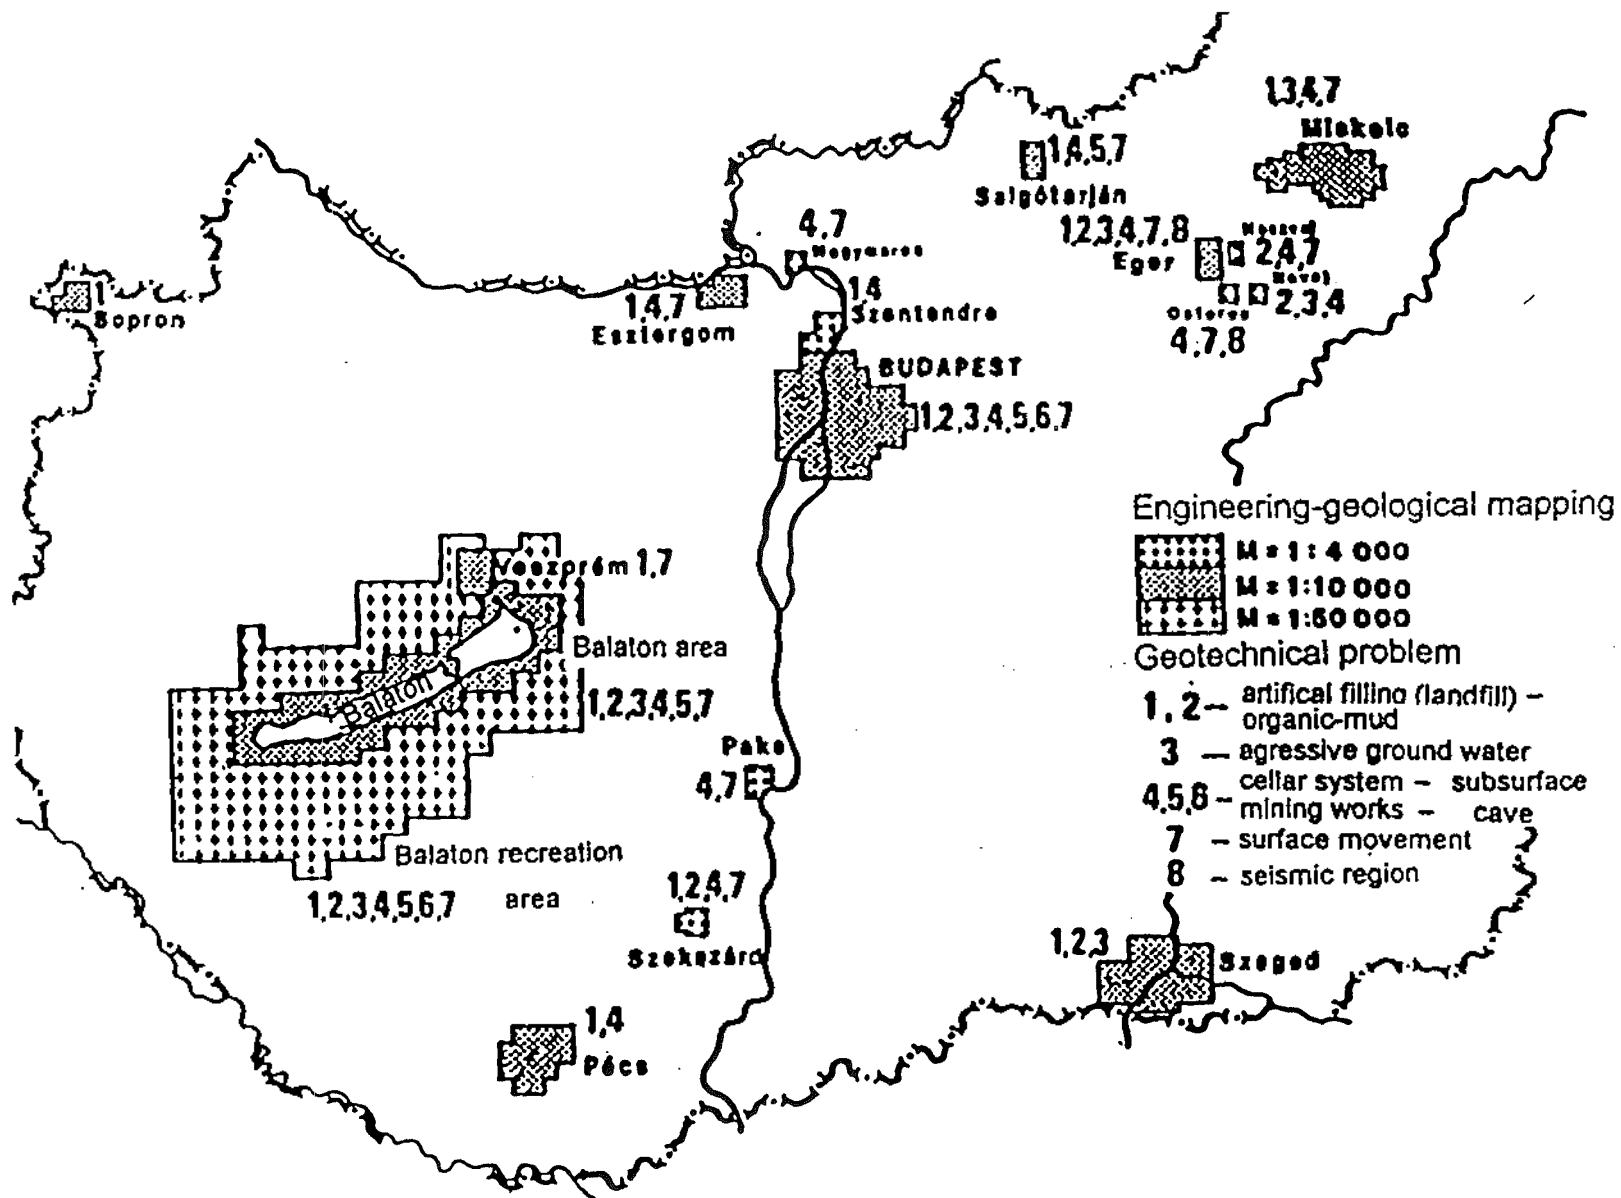 1,3,4,7
Miskolc
1,4,5,7
Salgótarján
1,2,3,4,7,8
Eger
2,4,7
2,3,4
Ostoros
4,7,8
4,7
Nagymaros
1
Sopron
1,4,7
Esztergom
1,4
Szentendre
BUDAPEST
1,2,3,4,5,6,7
Engineering-geological mapping
M = 1:4 000
M = 1:10 000
M = 1:50 000
Geotechnical problem
1, 2 – artifical filling (landfill) –
organic-mud
3 – agressive ground water
4,5,6 – cellar system – subsurface
mining works – cave
7 – surface movement
8 – seismic region
Veszprém 1,7
Balaton area
1,2,3,4,5,7
Balaton
Balaton recreation
area
1,2,3,4,5,6,7
Paks
4,7
1,2,4,7
Szekszárd
1,2,3
Szeged
1,4
Pécs